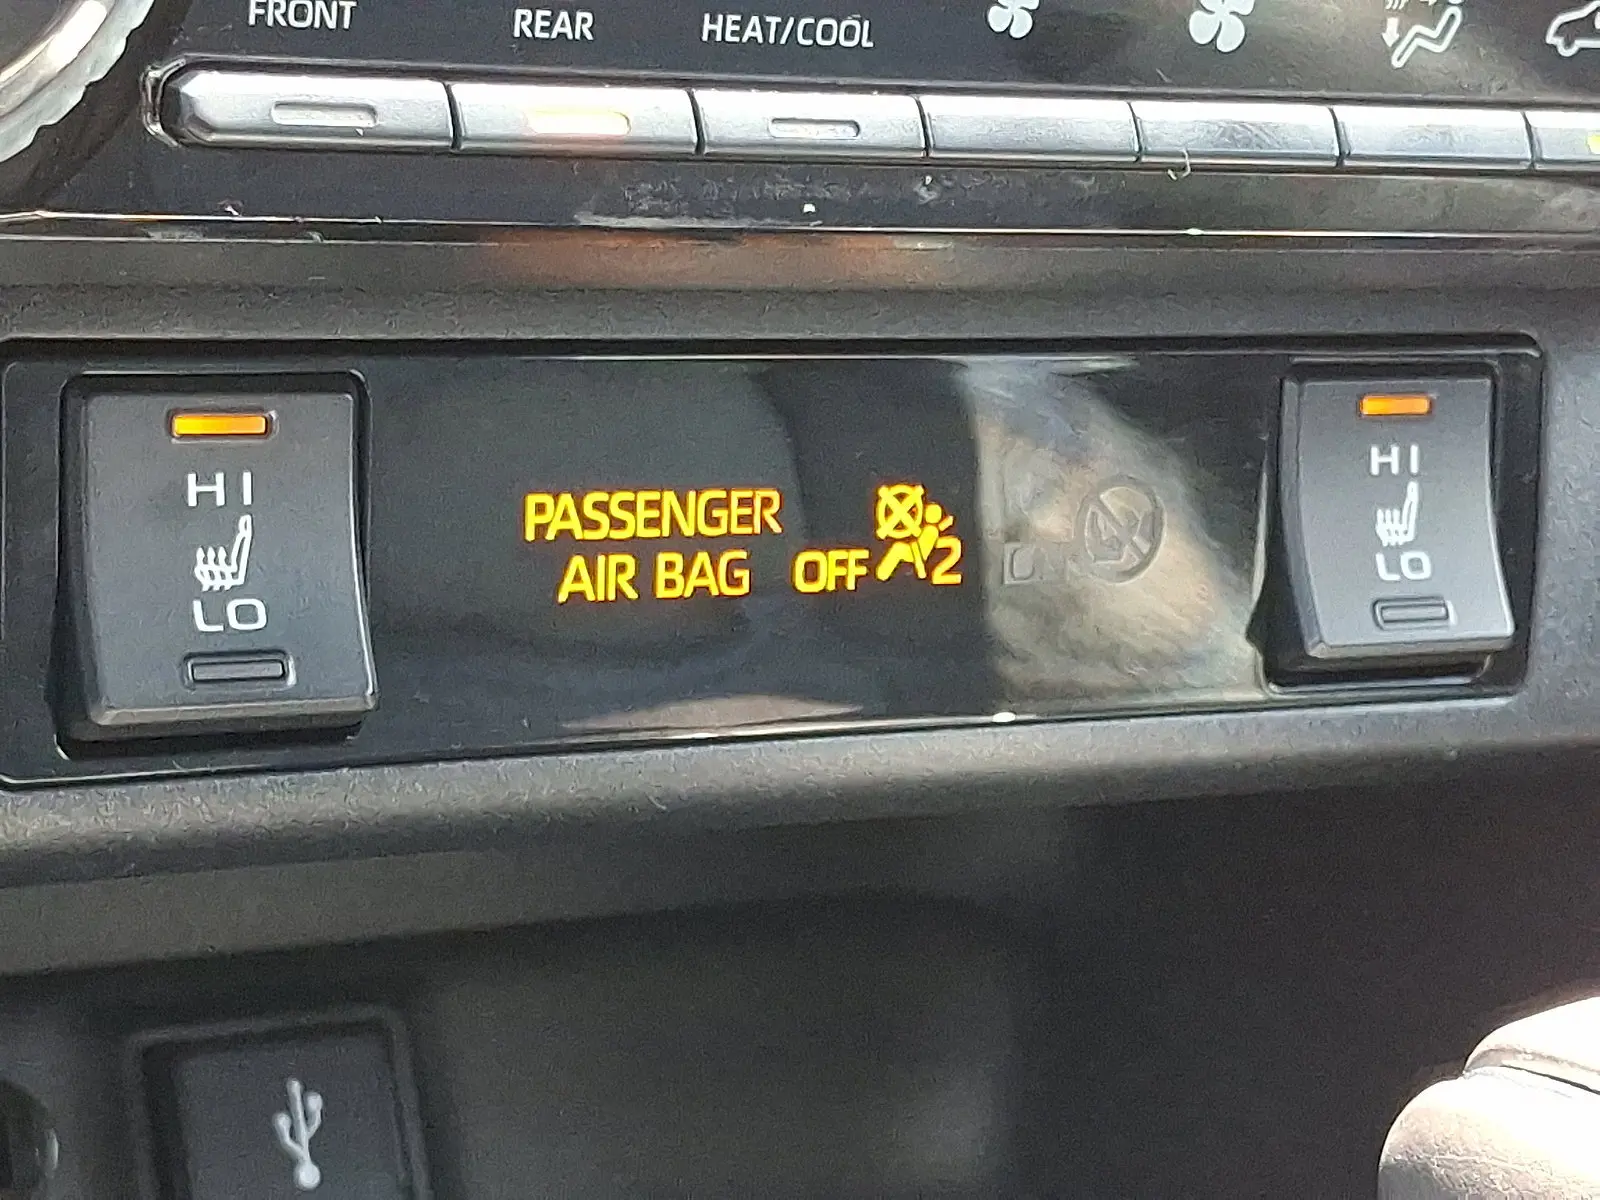 FRONT REAR HEAT/COOL
HI
LO
PASSENGER
AIR BAG OFF 2
HI
LO